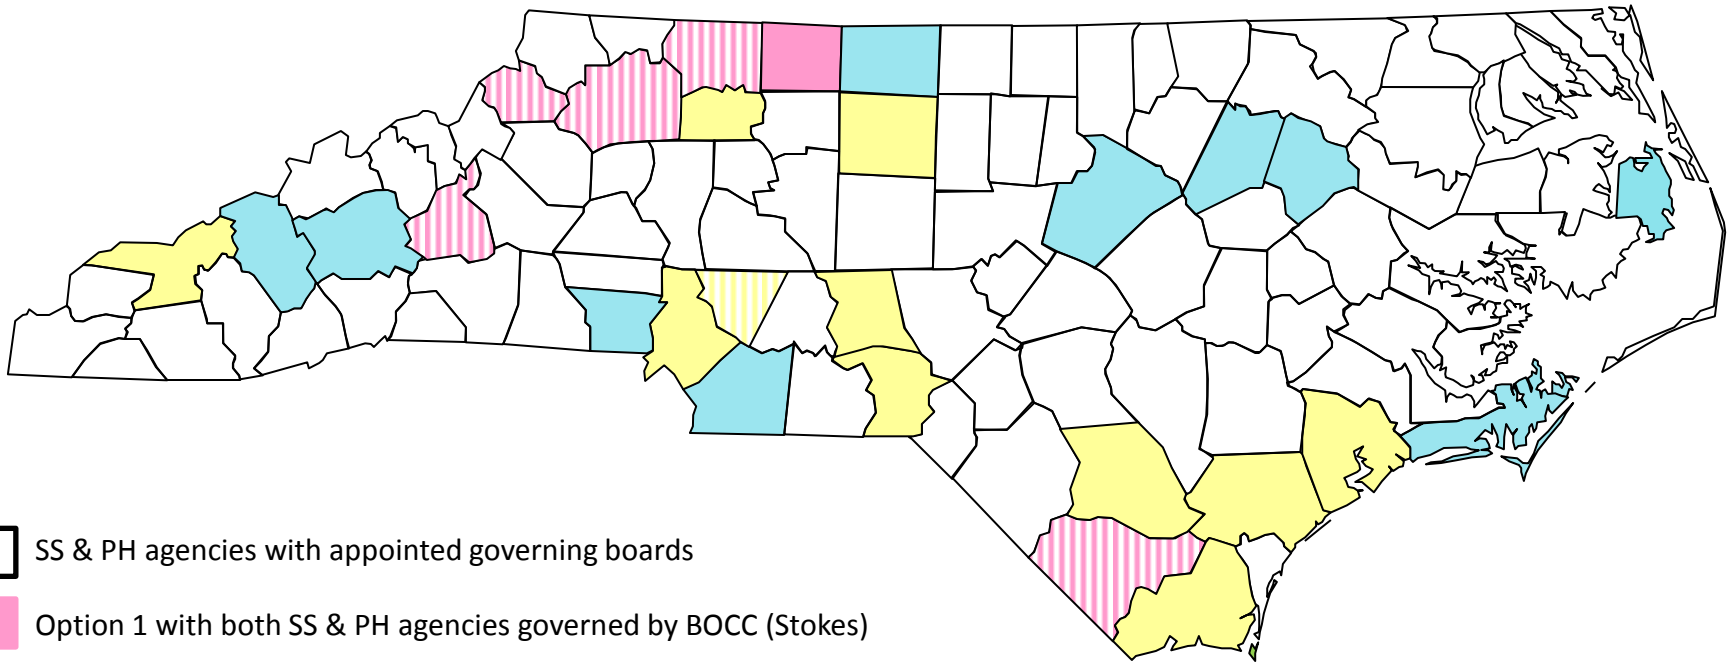 SS & PH agencies with appointed governing boards
Option 1 with both SS & PH agencies governed by BOCC (Stokes)